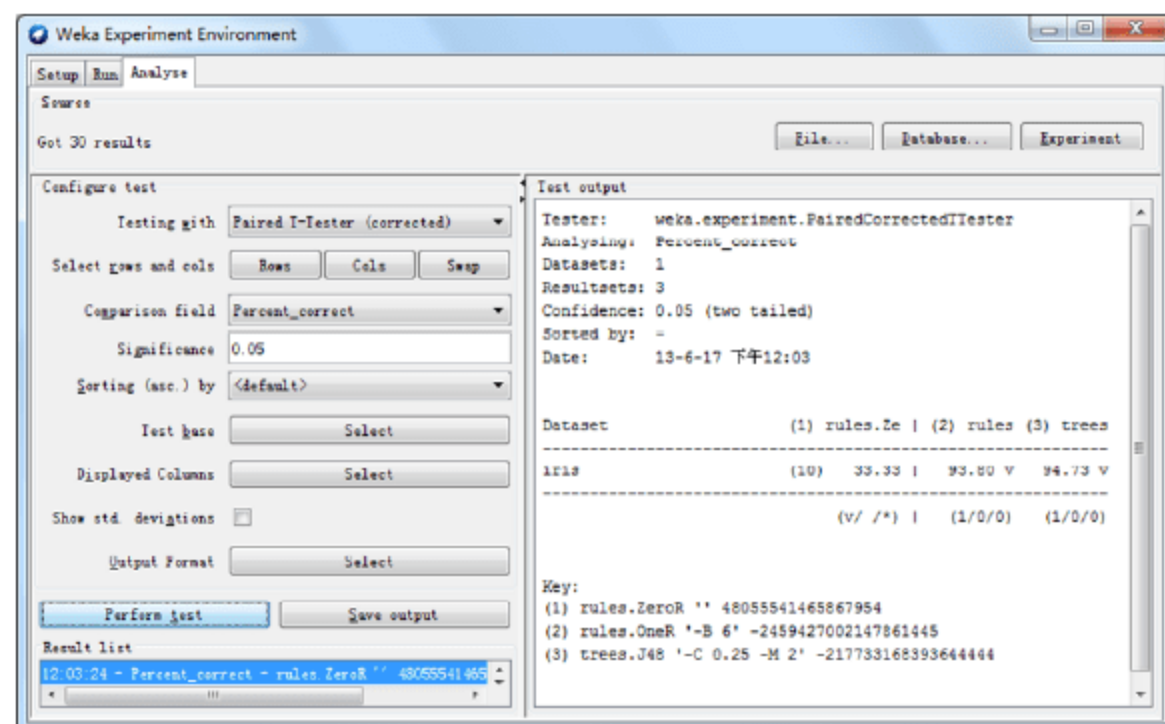 Weka Experiment Environment
Setup Run Analyse
Source
Got 30 results
File... Database... Experiment
Configure test
Testing with Paired T-Tester (corrected)
Select rows and cols Rows Cols Swap
Comparison field Percent_correct
Significance 0.05
Sorting (asc.) by <default>
Test base Select
Displayed Columns Select
Show std. deviations
Output Format Select
Perform test Save output
Result list
12:03:24 - Percent_correct - rules.ZeroR '' 48055541465
Test output
Tester: weka.experiment.PairedCorrectedTTester
Analysing: Percent_correct
Datasets: 1
Resultsets: 3
Confidence: 0.05 (two tailed)
Sorted by: -
Date: 13-6-17 下午12:03
Dataset (1) rules.Ze | (2) rules (3) trees
--------------------------------------------------------------
iris (10) 33.33 | 93.80 v 94.73 v
--------------------------------------------------------------
(v/ /*) | (1/0/0) (1/0/0)
Key:
(1) rules.ZeroR '' 48055541465867954
(2) rules.OneR '-B 6' -2459427002147861445
(3) trees.J48 '-C 0.25 -M 2' -217733168393644444